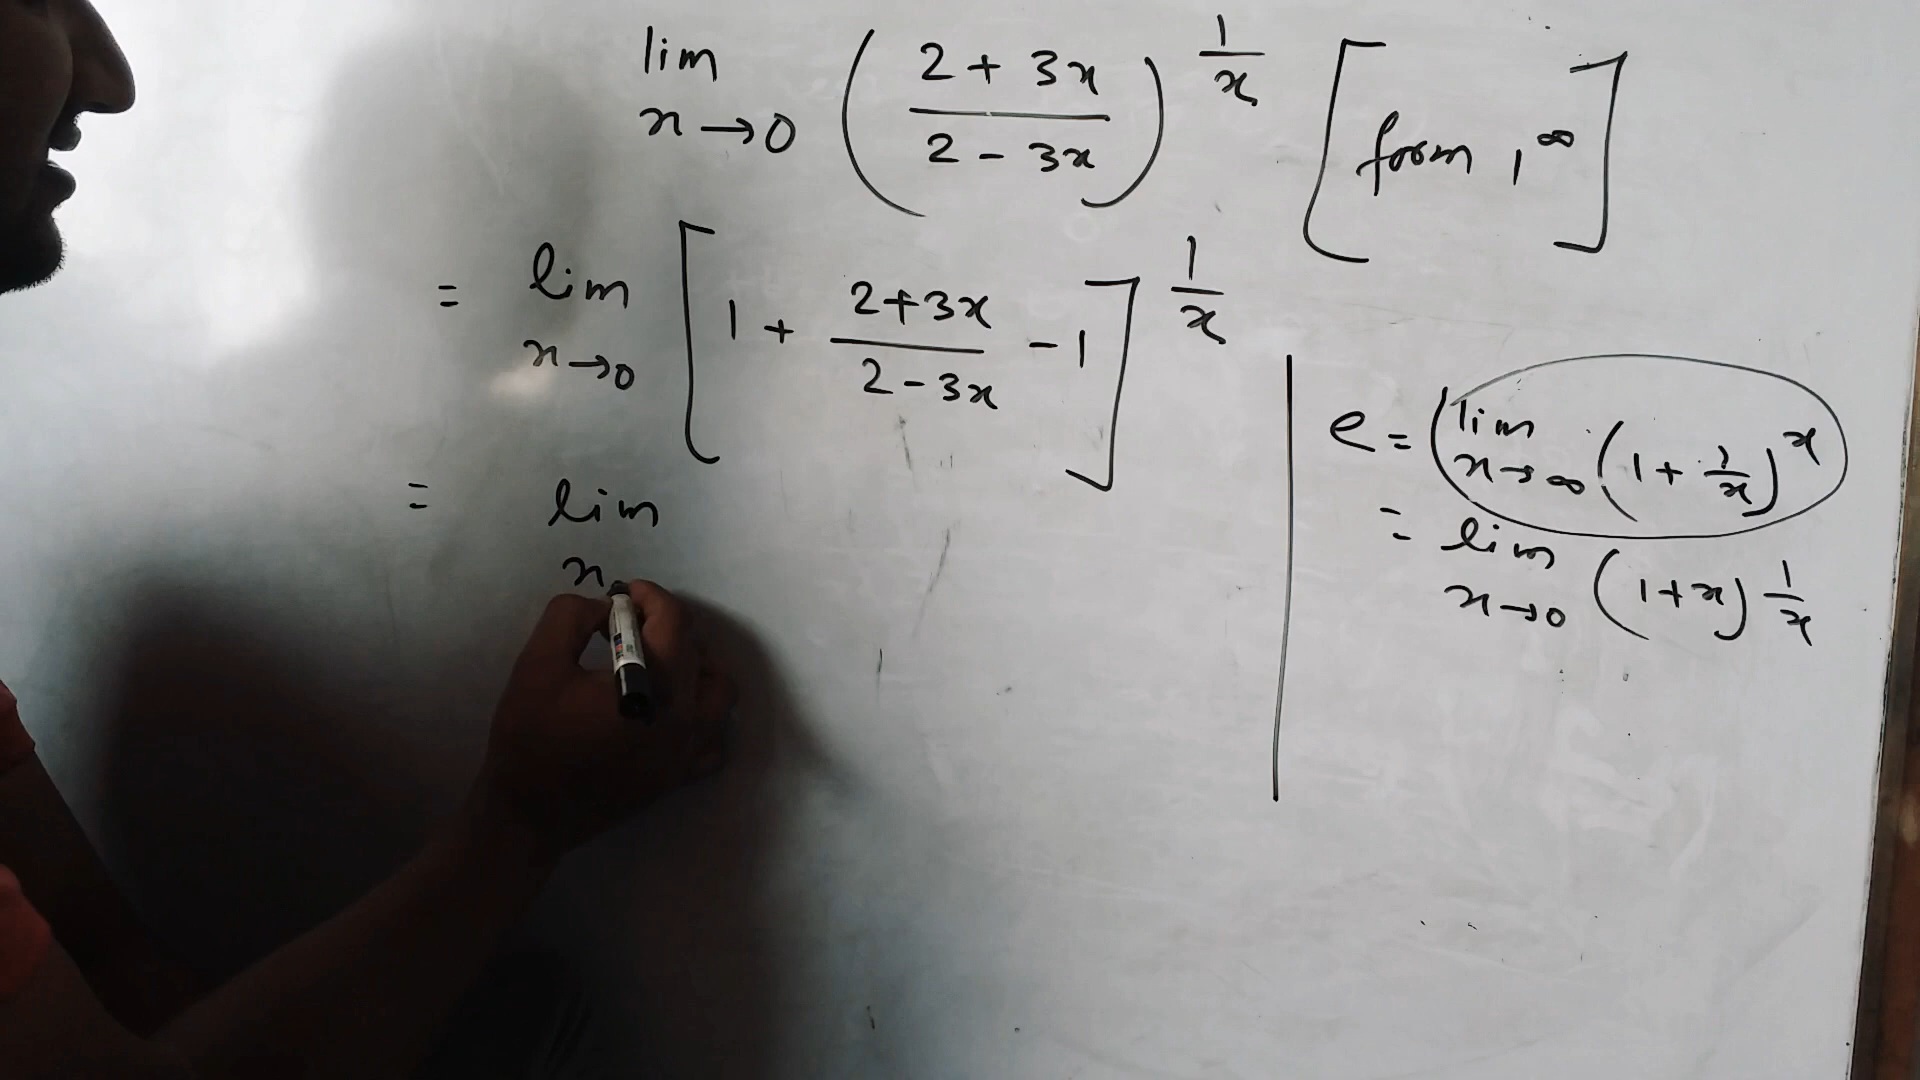 lim x→0 ( (2 + 3x) / (2 - 3x) )^(1/x) [form 1^∞]
= lim x→0 [ 1 + (2+3x) / (2-3x) - 1 ]^(1/x)
= lim x
e = lim x→∞ (1 + 1/x)^x
= lim x→0 (1+x)^(1/x)